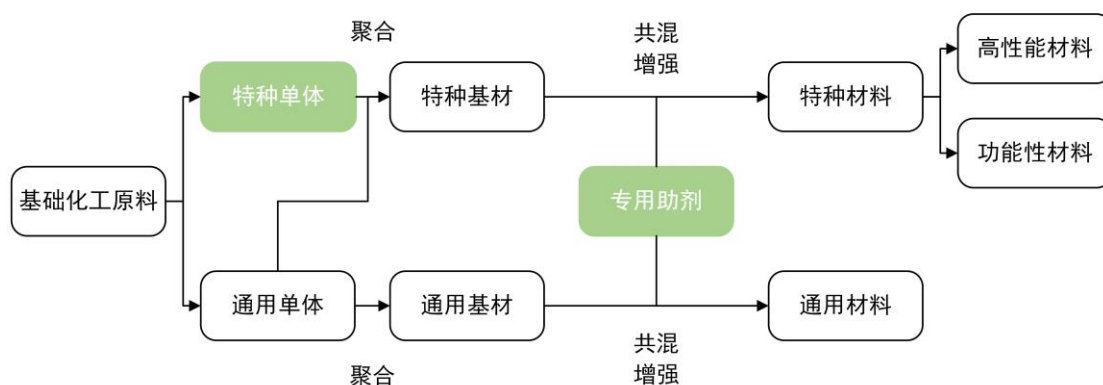 聚合
共混
增强
高性能材料
特种单体
特种基材
特种材料
功能性材料
基础化工原料
专用助剂
通用单体
通用基材
通用材料
共混
增强
聚合